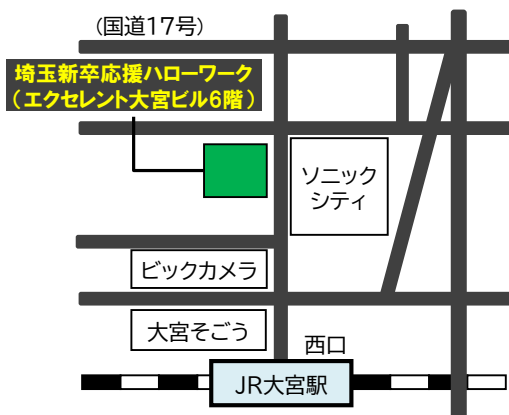 (国道17号)
埼玉新卒応援ハローワーク
(エクセレント大宮ビル6階)
ソニック
シティ
ビックカメラ
大宮そごう
西口
JR大宮駅